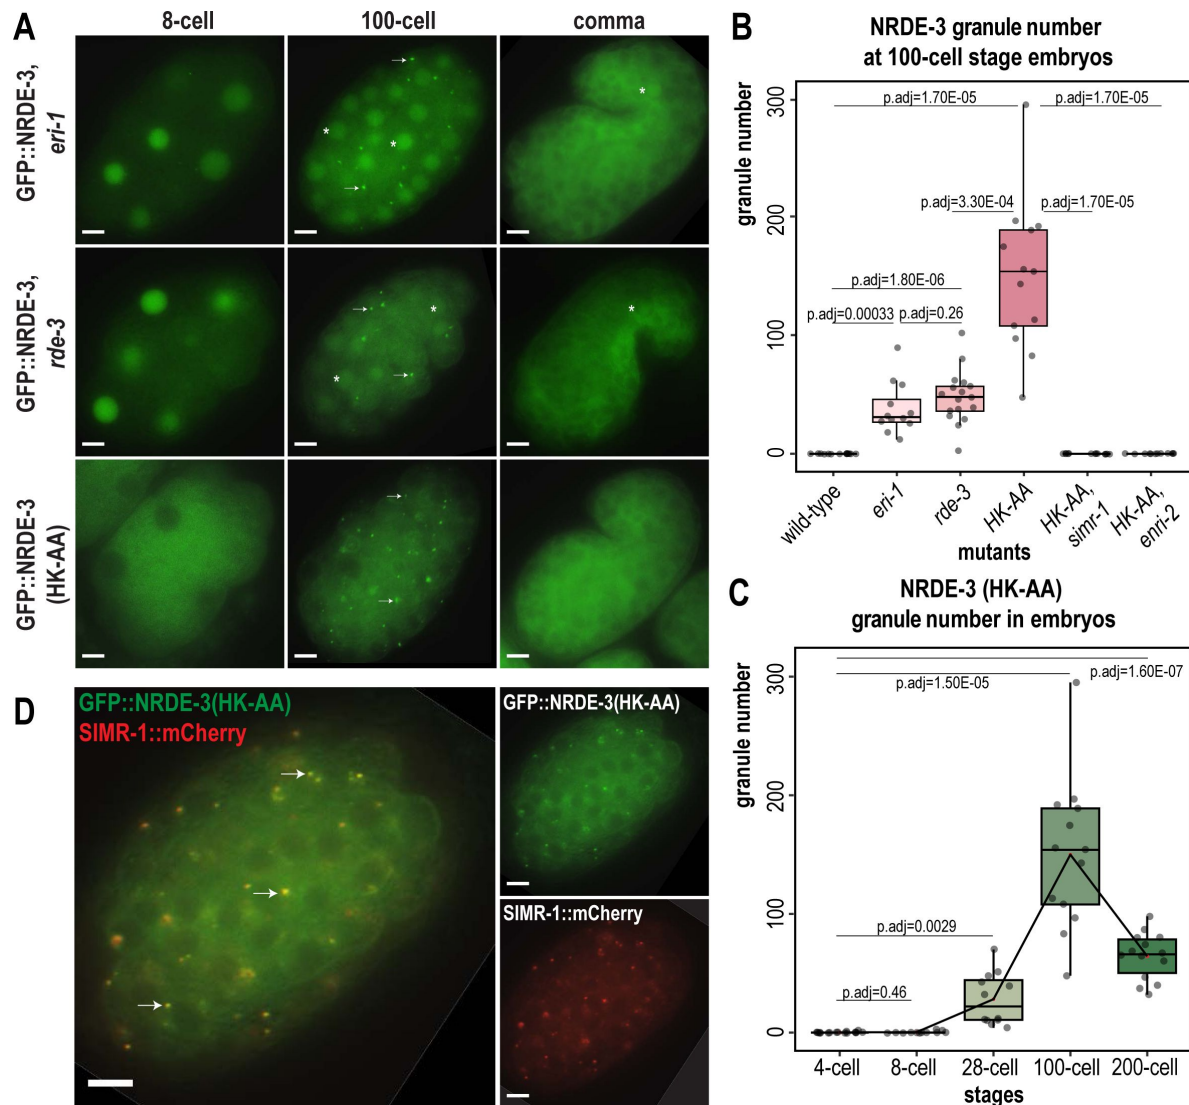 A
8-cell
100-cell
comma
GFP::NRDE-3,
eri-1
*
*
*
GFP::NRDE-3,
rde-3
*
*
*
GFP::NRDE-3
(HK-AA)
B
NRDE-3 granule number
at 100-cell stage embryos
granule number
300
200
100
0
p.adj=1.70E-05
p.adj=1.70E-05
p.adj=3.30E-04
p.adj=1.70E-05
p.adj=1.80E-06
p.adj=0.00033
p.adj=0.26
wild-type
eri-1
rde-3
HK-AA
HK-AA,
simr-1
HK-AA,
enri-2
mutants
C
NRDE-3 (HK-AA)
granule number in embryos
granule number
300
200
100
0
p.adj=1.60E-07
p.adj=1.50E-05
p.adj=0.0029
p.adj=0.46
4-cell
8-cell
28-cell
100-cell
200-cell
stages
D
GFP::NRDE-3(HK-AA)
SIMR-1::mCherry
GFP::NRDE-3(HK-AA)
SIMR-1::mCherry